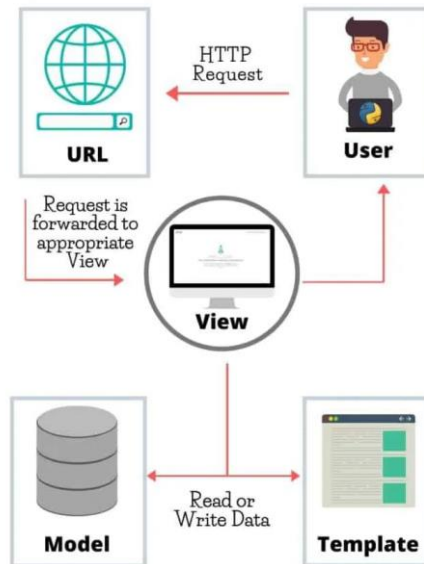 HTTP
Request
URL
User
Request is
forwarded to
appropriate
View
View
Read or
Write Data
Model
Template